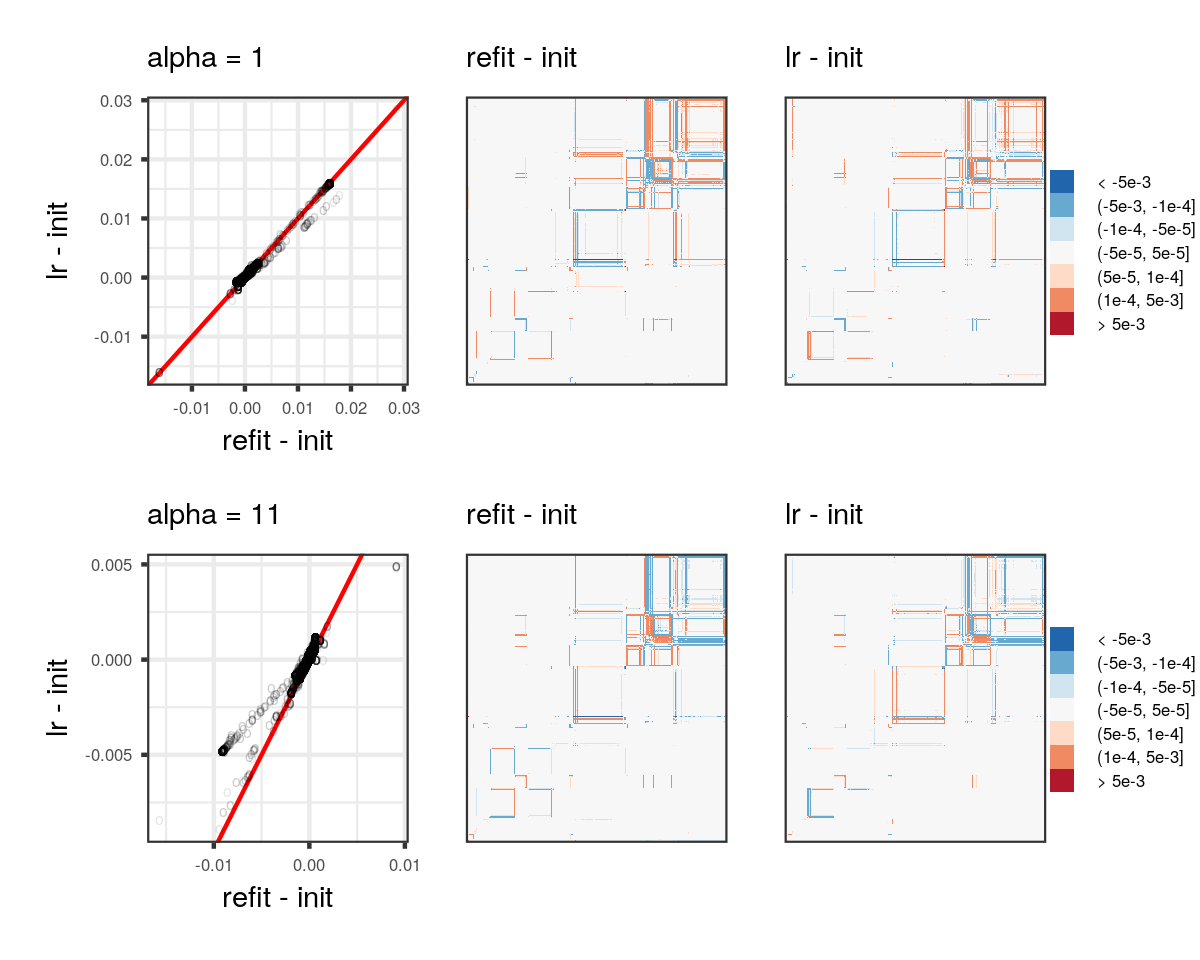 alpha = 1
refit - init
lr - init
0.03
0.02
0.01
0.00
-0.01
lr - init
-0.01 0.00 0.01 0.02 0.03
refit - init
< -5e-3
(-5e-3, -1e-4]
(-1e-4, -5e-5]
(-5e-5, 5e-5]
(5e-5, 1e-4]
(1e-4, 5e-3]
> 5e-3
alpha = 11
refit - init
lr - init
0.005
0.000
-0.005
lr - init
-0.01 0.00 0.01
refit - init
< -5e-3
(-5e-3, -1e-4]
(-1e-4, -5e-5]
(-5e-5, 5e-5]
(5e-5, 1e-4]
(1e-4, 5e-3]
> 5e-3